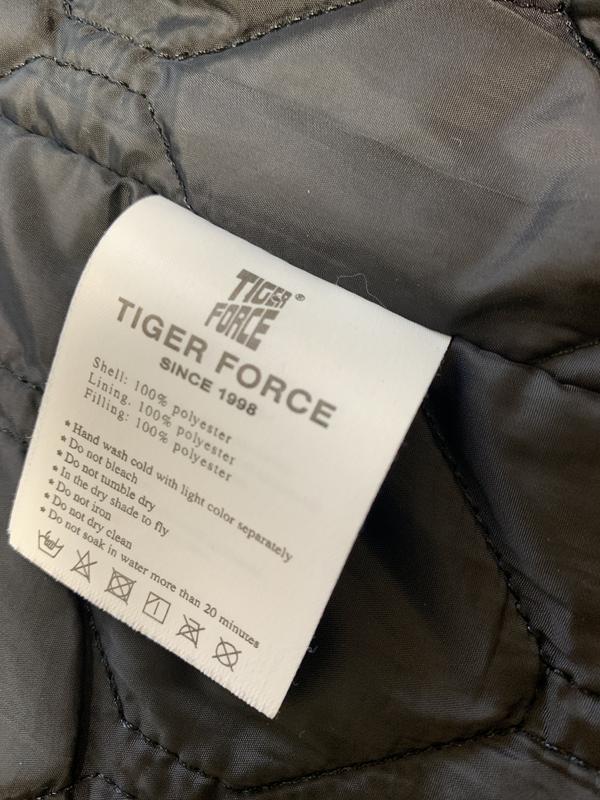 TIGER ®
FORCE
TIGER FORCE
SINCE 1998
Shell: 100% polyester
Lining. 100% polyester
Filling: 100% polyester
* Hand wash cold with light color separately
* Do not bleach
* Do not tumble dry
* In the dry shade to fly
* Do not iron
* Do not dry clean
* Do not soak in water more than 20 minutes